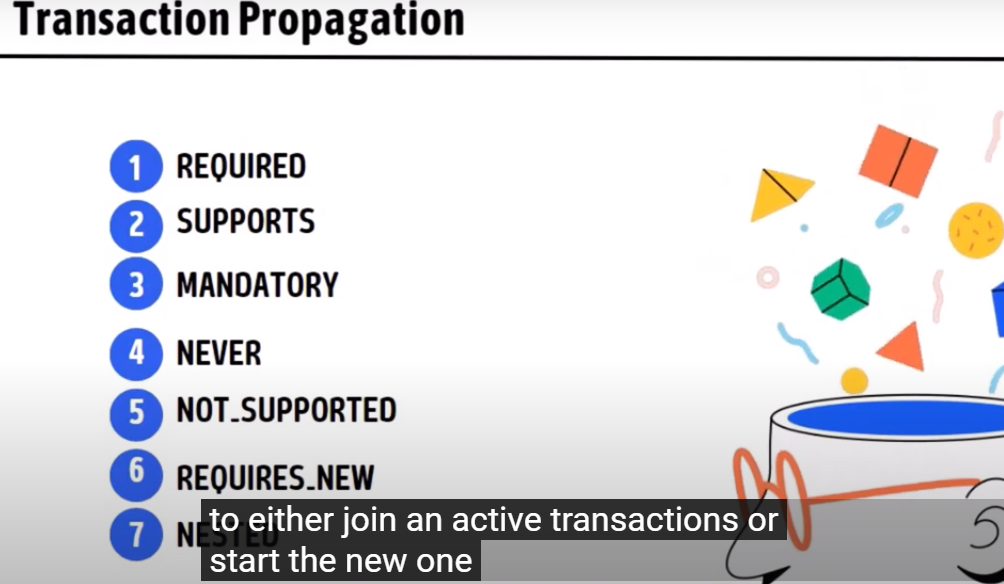 Transaction Propagation
1 REQUIRED
2 SUPPORTS
3 MANDATORY
4 NEVER
5 NOT_SUPPORTED
6 REQUIRES_NEW
7 NESTED
to either join an active transactions or
start the new one